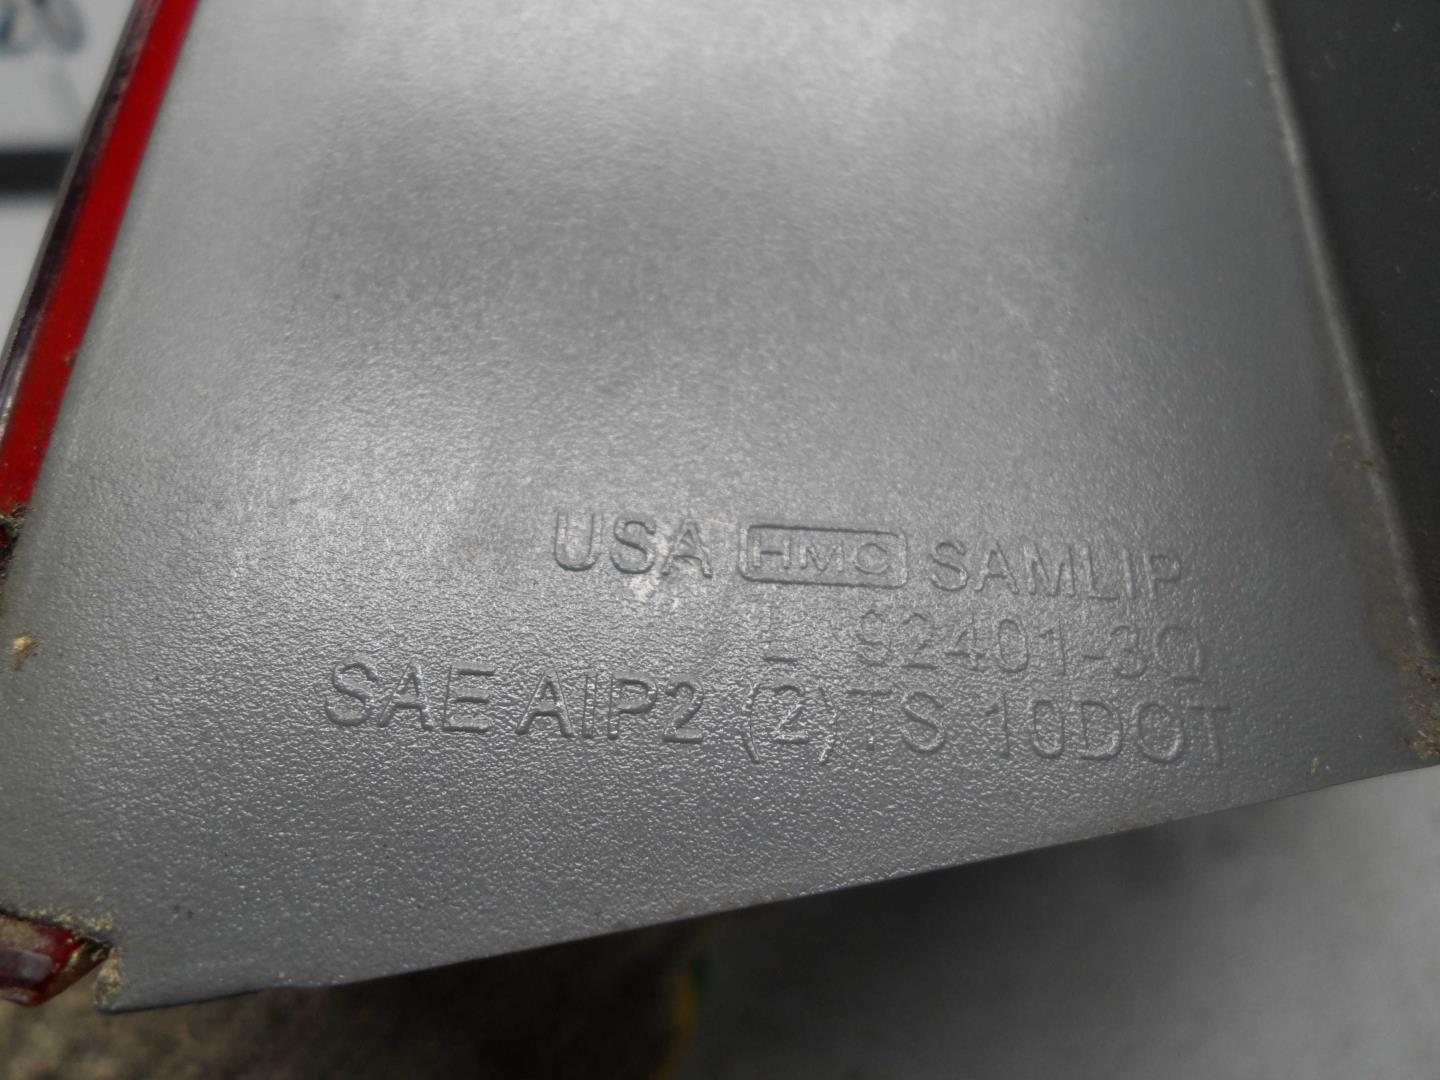 USA HMC SAMLIP
L 92401-3Q
SAE AIP2 (2)TS 10DOT